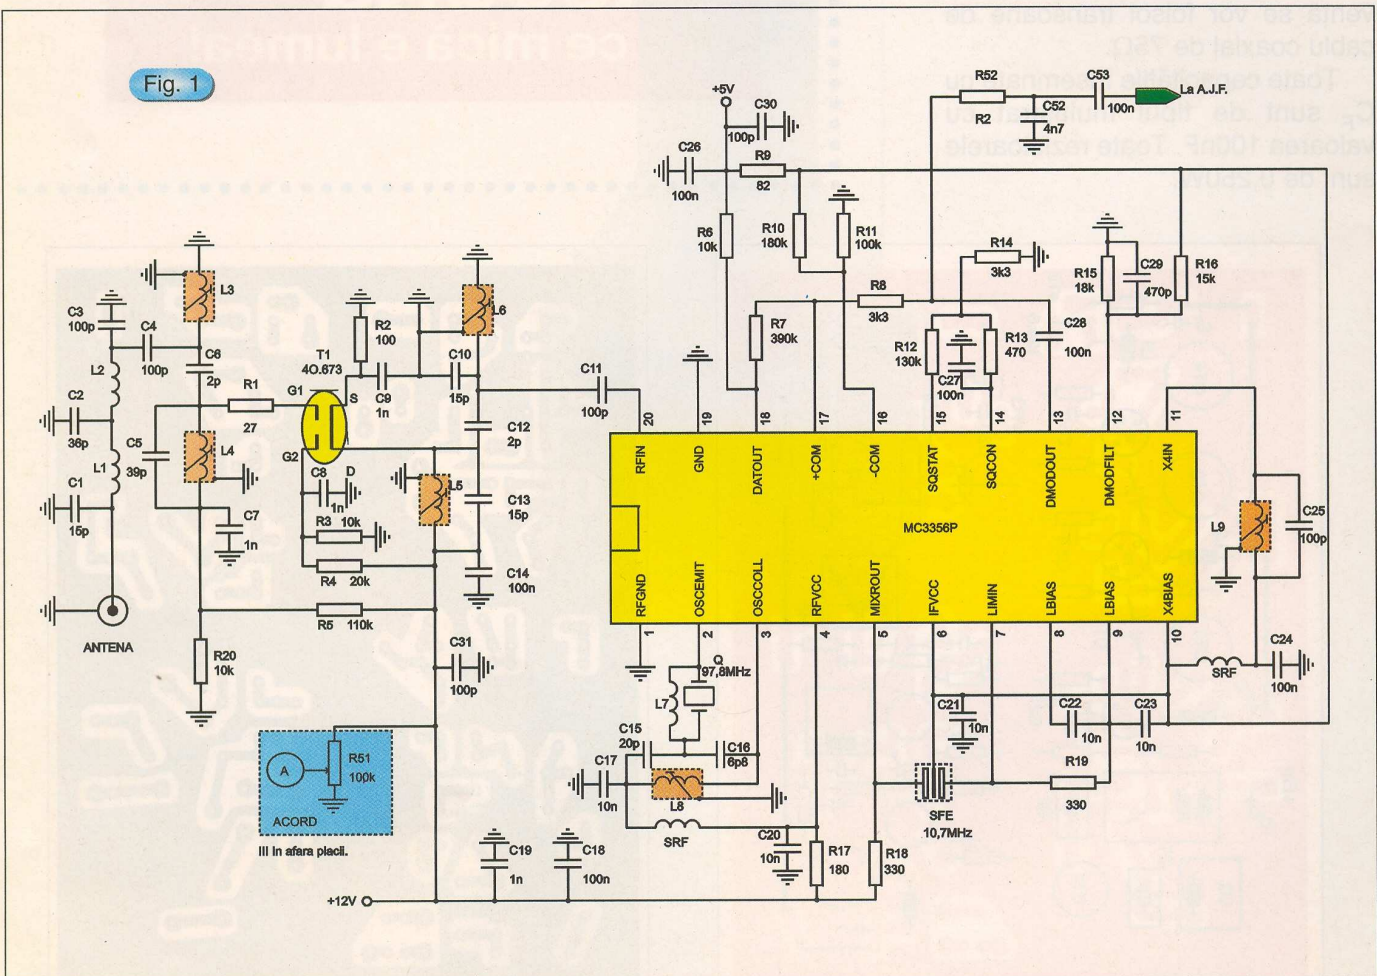 Fig. 1
+5V
C30
100p
C26
100n
R9
82
R52
R2
C53
100n
C52
4n7
La A.J.F.
R6
10k
R10
180k
R11
100k
R14
3k3
R15
18k
C29
470p
R16
15k
R8
3k3
R7
390k
R12
130k
C27
100n
R13
470
C28
100n
L3
C3
100p
C4
100p
L2
C6
2p
R2
100
L6
T1
4O.673
C10
15p
C9
1n
C11
100p
R1
27
G1
S
G2
D
C2
36p
C5
39p
L4
L1
C12
2p
C8
1n
C1
15p
C7
1n
R3
10k
L5
C13
15p
R4
20k
C14
100n
R5
110k
ANTENA
R20
10k
C31
100p
20
19
18
17
16
15
14
13
12
11
RFIN
GND
DATOUT
+COM
-COM
SQSTAT
SQCON
DMODOUT
DMODFILT
X4IN
MC3356P
RFGND
OSCEMIT
OSCCOLL
RFVCC
MIXROUT
IFVCC
LIMIN
LBIAS
LBIAS
X4BIAS
1
2
3
4
5
6
7
8
9
10
L9
C25
100p
Q
97,8MHz
L7
C15
20p
C16
6p8
C17
10n
L8
SRF
C20
10n
R17
180
R18
330
C21
10n
C22
10n
C23
10n
SRF
C24
100n
SFE
10,7MHz
R19
330
A
R51
100k
ACORD
III In afara placii.
C19
1n
C18
100n
+12V